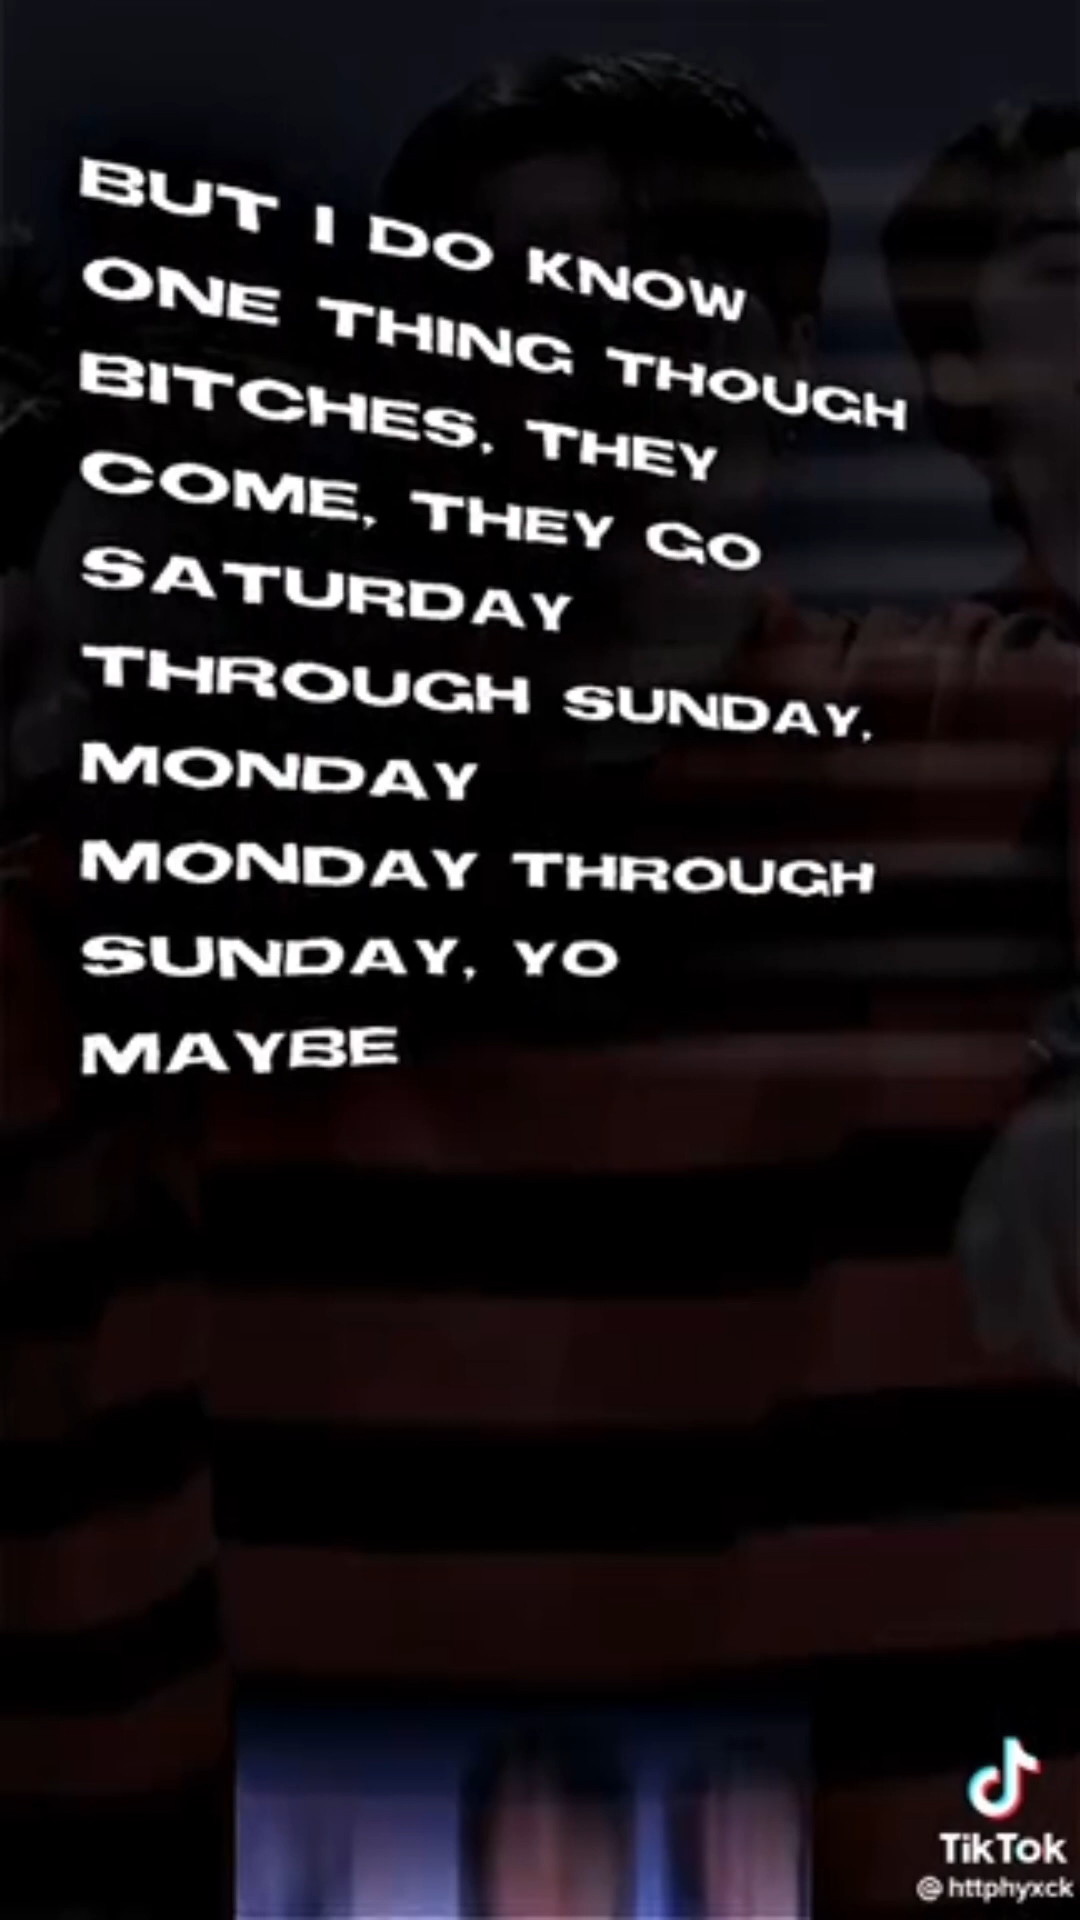 BUT I DO KNOW
ONE THING THOUGH
BITCHES, THEY
COME, THEY GO
SATURDAY
THROUGH SUNDAY,
MONDAY
MONDAY THROUGH
SUNDAY, YO
MAYBE
TikTok
@httphyxck